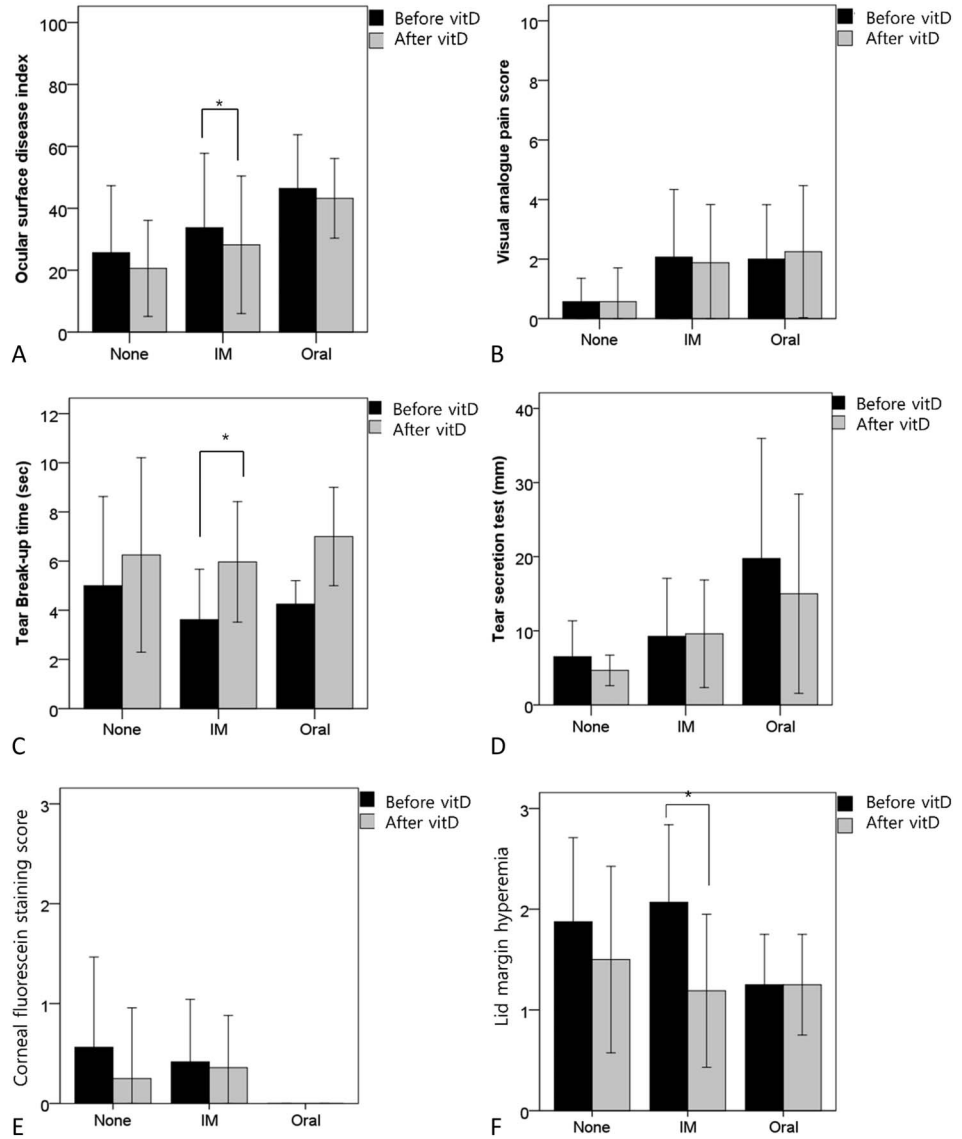 Before vitD
After vitD
Ocular surface disease index
100
80
60
40
20
0
*
None IM Oral
A
Before vitD
After vitD
Visual analogue pain score
10
8
6
4
2
0
None IM Oral
B
Before vitD
After vitD
Tear Break-up time (sec)
12
10
8
6
4
2
0
*
None IM Oral
C
Before vitD
After vitD
Tear secretion test (mm)
40
30
20
10
0
None IM Oral
D
Before vitD
After vitD
Corneal fluorescein staining score
3
2
1
0
None IM Oral
E
Before vitD
After vitD
Lid margin hyperemia
3
2
1
0
*
None IM Oral
F